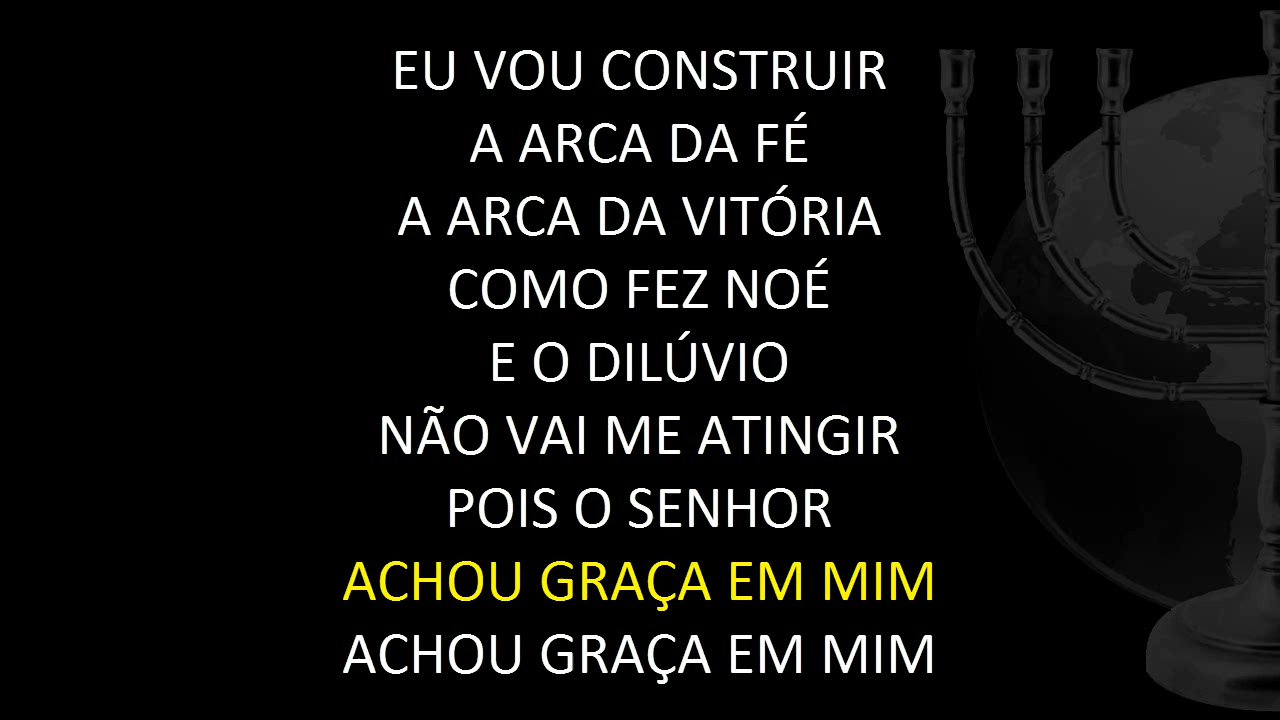 EU VOU CONSTRUIR
A ARCA DA FÉ
A ARCA DA VITÓRIA
COMO FEZ NOÉ
E O DILÚVIO
NÃO VAI ME ATINGIR
POIS O SENHOR
ACHOU GRAÇA EM MIM
ACHOU GRAÇA EM MIM